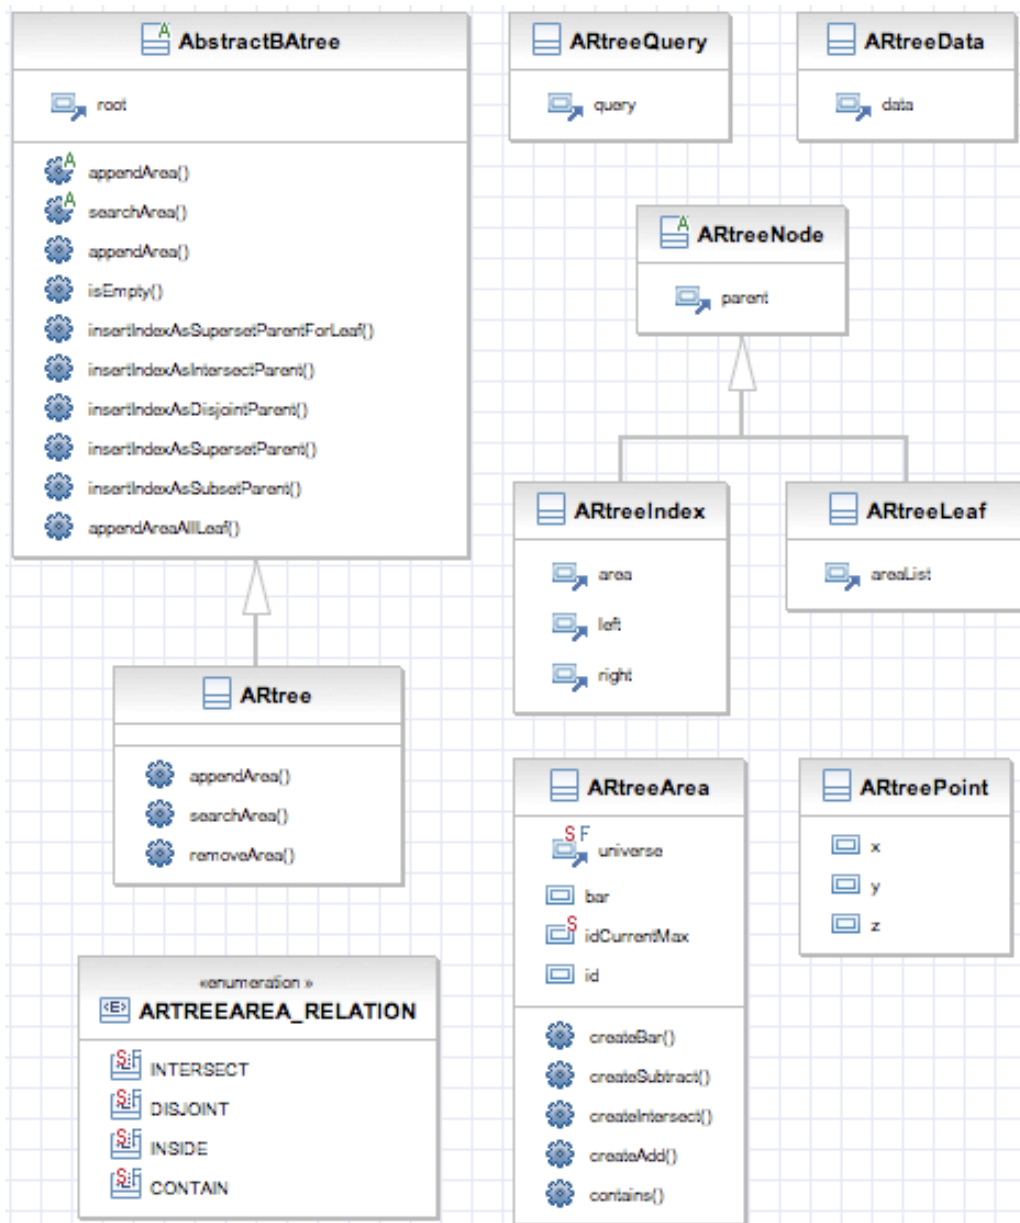 AbstractBAtree
root
appendArea()
searchArea()
appendArea()
isEmpty()
insertIndexAsSupersetParentForLeaf()
insertIndexAsIntersectParent()
insertIndexAsDisjointParent()
insertIndexAsSupersetParent()
insertIndexAsSubsetParent()
appendAreaAllLeaf()
ARtreeQuery
query
ARtreeData
data
ARtreeNode
parent
ARtreeIndex
area
left
right
ARtreeLeaf
areaList
ARtree
appendArea()
searchArea()
removeArea()
ARtreeArea
universe
bar
idCurrentMax
id
createBar()
createSubtract()
createIntersect()
createAdd()
contains()
ARtreePoint
x
y
z
«enumeration »
ARTREEAREA_RELATION
INTERSECT
DISJOINT
INSIDE
CONTAIN